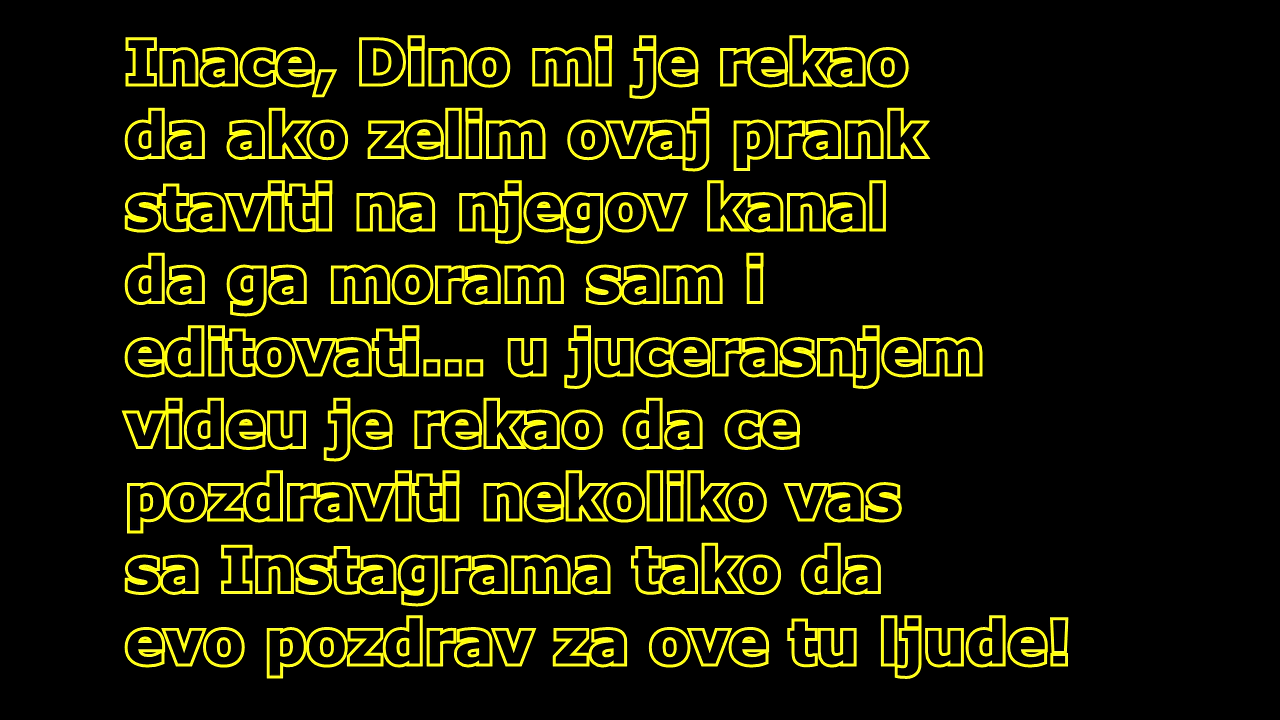 Inace, Dino mi je rekao
da ako zelim ovaj prank
staviti na njegov kanal
da ga moram sam i
editovati... u jucerasnjem
videu je rekao da ce
pozdraviti nekoliko vas
sa Instagrama tako da
evo pozdrav za ove tu ljude!